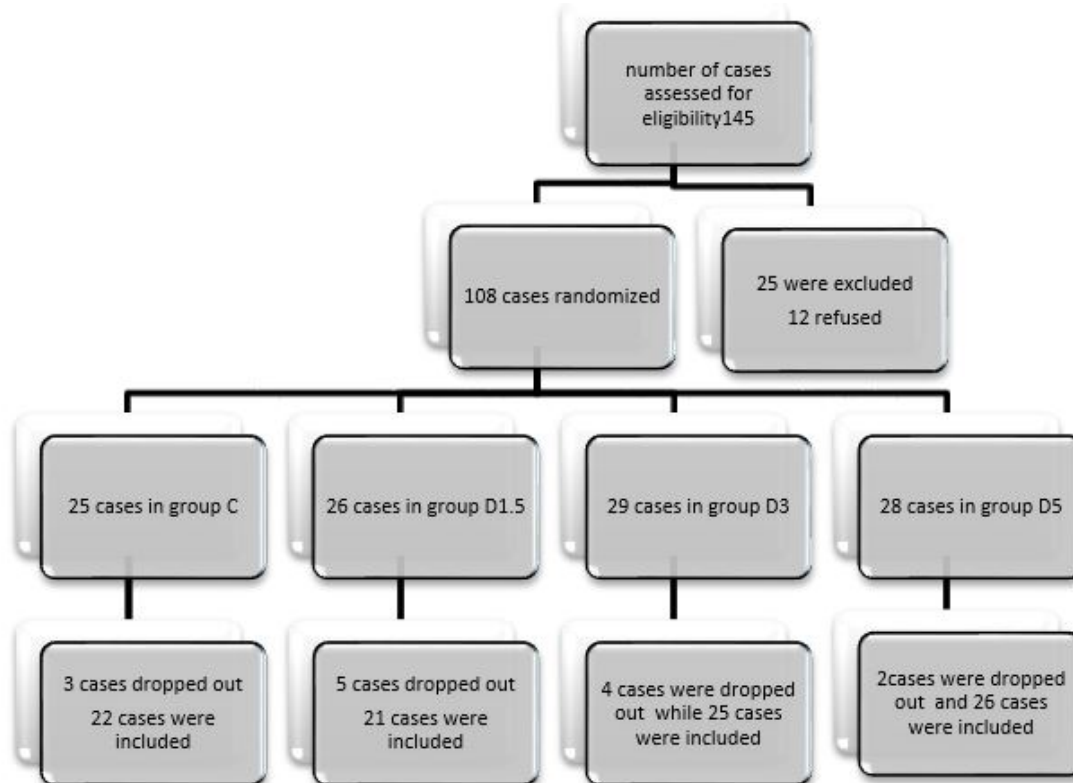 number of cases
assessed for
eligibility145
108 cases randomized
25 were excluded
12 refused
25 cases in group C
26 cases in group D1.5
29 cases in group D3
28 cases in group D5
3 cases dropped out
22 cases were
included
5 cases dropped out
21 cases were
included
4 cases were dropped
out while 25 cases
were included
2cases were dropped
out and 26 cases
were included